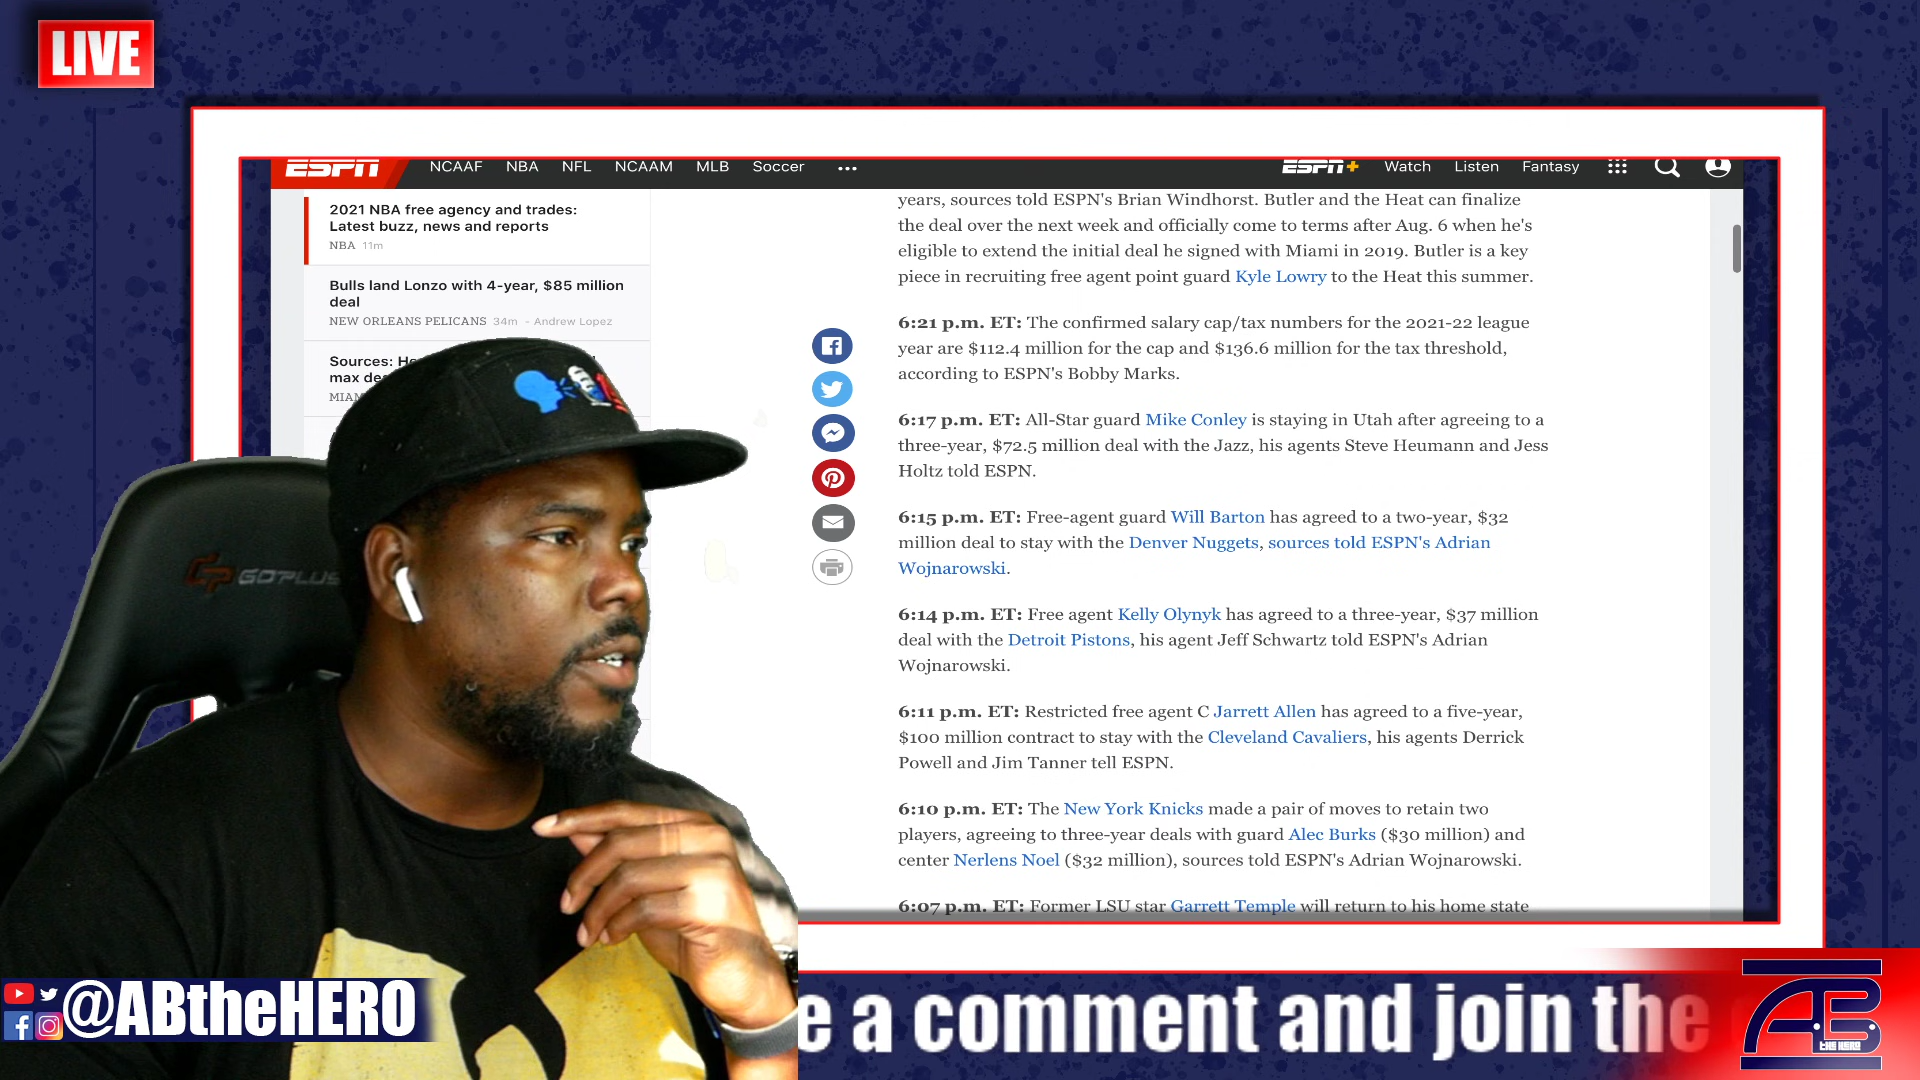 LIVE
ESPN NCAAF NBA NFL NCAAM MLB Soccer ... ESPN+ Watch Listen Fantasy
2021 NBA free agency and trades:
Latest buzz, news and reports
NBA 11m
Bulls land Lonzo with 4-year, $85 million
deal
NEW ORLEANS PELICANS 34m - Andrew Lopez
Sources:
max
years, sources told ESPN's Brian Windhorst. Butler and the Heat can finalize
the deal over the next week and officially come to terms after Aug. 6 when he's
eligible to extend the initial deal he signed with Miami in 2019. Butler is a key
piece in recruiting free agent point guard Kyle Lowry to the Heat this summer.
6:21 p.m. ET: The confirmed salary cap/tax numbers for the 2021-22 league
year are $112.4 million for the cap and $136.6 million for the tax threshold,
according to ESPN's Bobby Marks.
6:17 p.m. ET: All-Star guard Mike Conley is staying in Utah after agreeing to a
three-year, $72.5 million deal with the Jazz, his agents Steve Heumann and Jess
Holtz told ESPN.
6:15 p.m. ET: Free-agent guard Will Barton has agreed to a two-year, $32
million deal to stay with the Denver Nuggets, sources told ESPN's Adrian
Wojnarowski.
6:14 p.m. ET: Free agent Kelly Olynyk has agreed to a three-year, $37 million
deal with the Detroit Pistons, his agent Jeff Schwartz told ESPN's Adrian
Wojnarowski.
6:11 p.m. ET: Restricted free agent C Jarrett Allen has agreed to a five-year,
$100 million contract to stay with the Cleveland Cavaliers, his agents Derrick
Powell and Jim Tanner tell ESPN.
6:10 p.m. ET: The New York Knicks made a pair of moves to retain two
players, agreeing to three-year deals with guard Alec Burks ($30 million) and
center Nerlens Noel ($32 million), sources told ESPN's Adrian Wojnarowski.
6:07 p.m. ET: Former LSU star Garrett Temple will return to his home state
GOPLUS
@ABtheHERO
e a comment and join the
AB
THE HERO